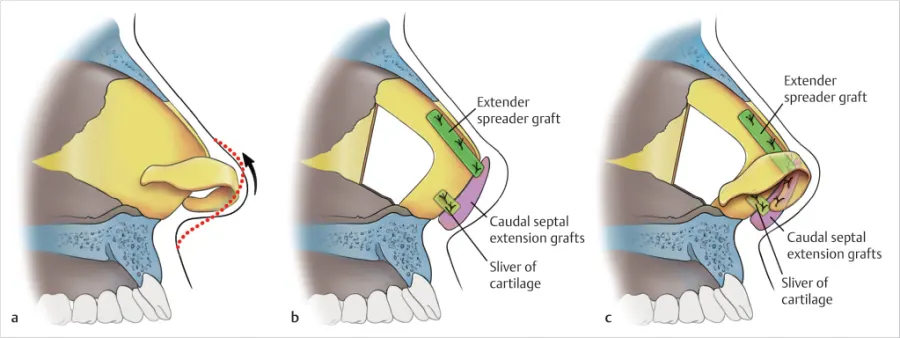 a
b
Extender
spreader graft
Caudal septal
extension grafts
Sliver of
cartilage
c
Extender
spreader graft
Caudal septal
extension grafts
Sliver of
cartilage